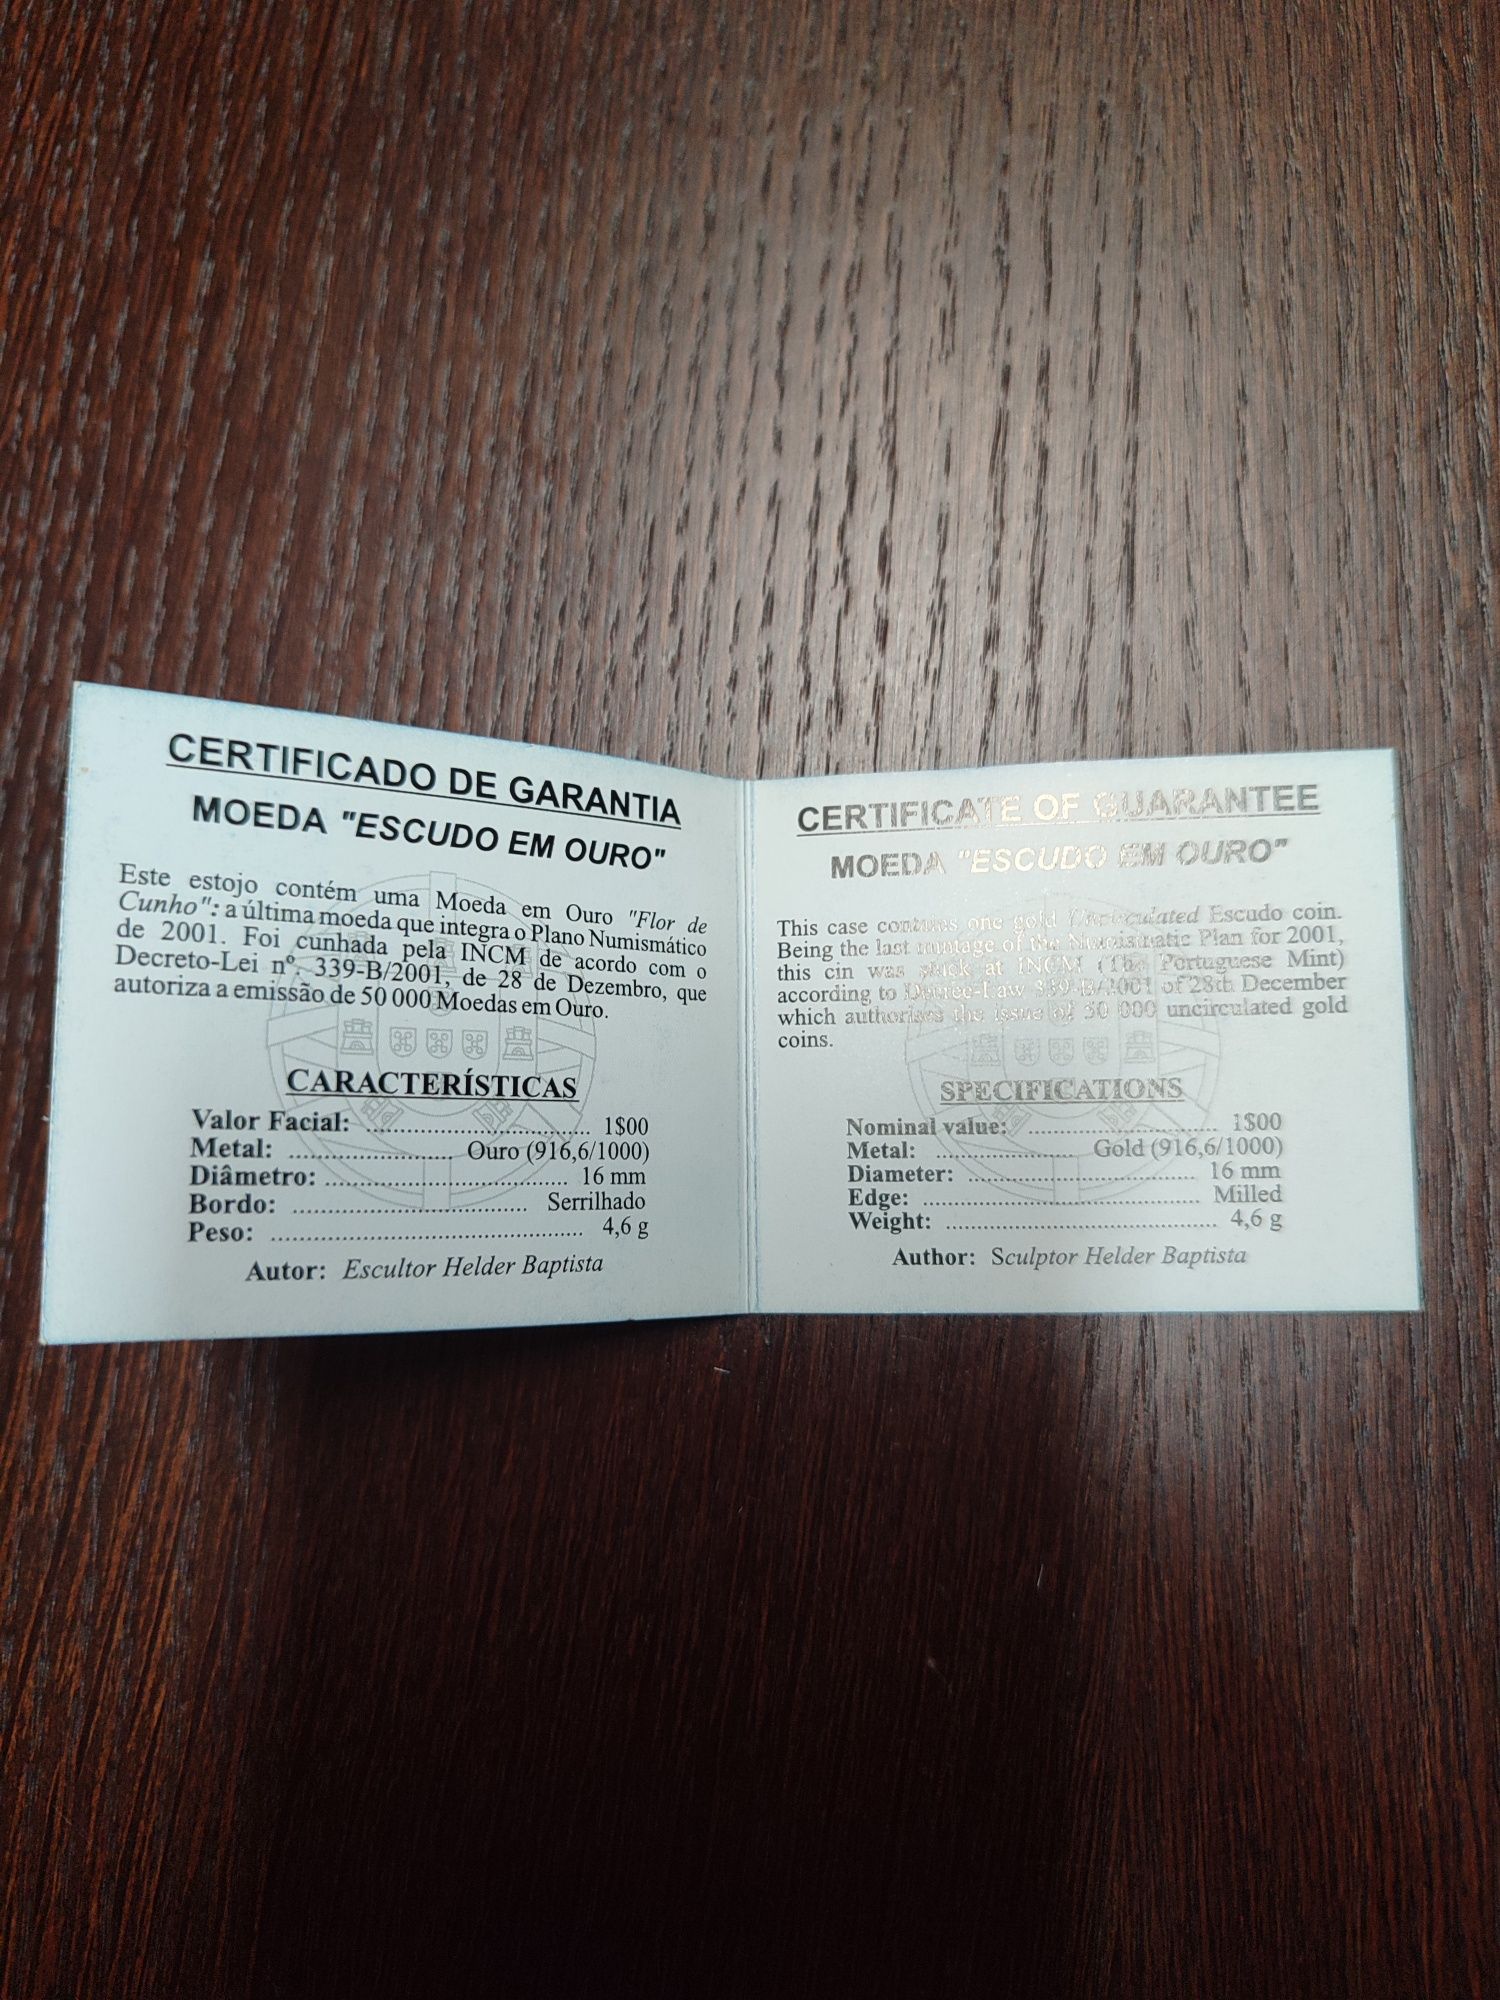 CERTIFICADO DE GARANTIA
MOEDA "ESCUDO EM OURO"
Este estojo contém uma Moeda em Ouro "Flor de
Cunho": a última moeda que integra o Plano Numismático
de 2001. Foi cunhada pela INCM de acordo com o
Decreto-Lei nº. 339-B/2001, de 28 de Dezembro, que
autoriza a emissão de 50 000 Moedas em Ouro.
CARACTERÍSTICAS
Valor Facial: ........................................ 1$00
Metal: ........................ Ouro (916,6/1000)
Diâmetro: .................................... 16 mm
Bordo: ................................... Serrilhado
Peso: ...................................................... 4,6 g
Autor: Escultor Helder Baptista
CERTIFICATE OF GUARANTEE
MOEDA "ESCUDO EM OURO"
This case contains one gold Uncirculated Escudo coin.
Being the last mintage of the Numismatic Plan for 2001,
this cin was stuck at INCM (The Portuguese Mint)
according to Decree-Law 339-B/2001 of 28th December
which authorises the issue of 50 000 uncirculated gold
coins.
SPECIFICATIONS
Nominal value: ................................ 1$00
Metal: ..................... Gold (916,6/1000)
Diameter: ..................................... 16 mm
Edge: ............................................. Milled
Weight: ........................................... 4,6 g
Author: Sculptor Helder Baptista